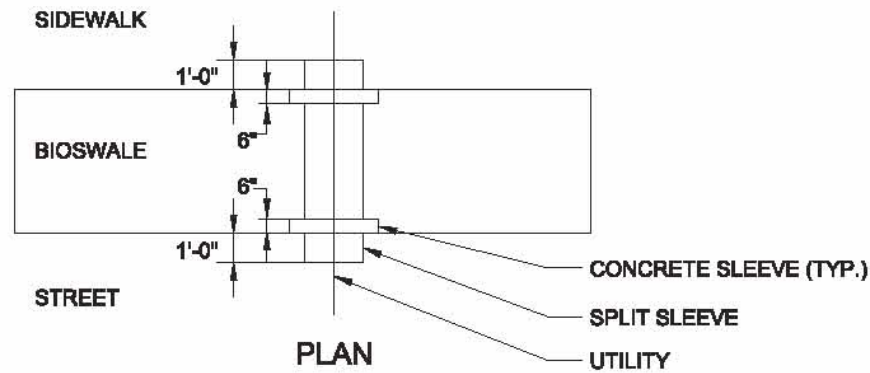 SIDEWALK
1'-0"
6"
BIOSWALE
6"
1'-0"
CONCRETE SLEEVE (TYP.)
STREET
SPLIT SLEEVE
PLAN
UTILITY